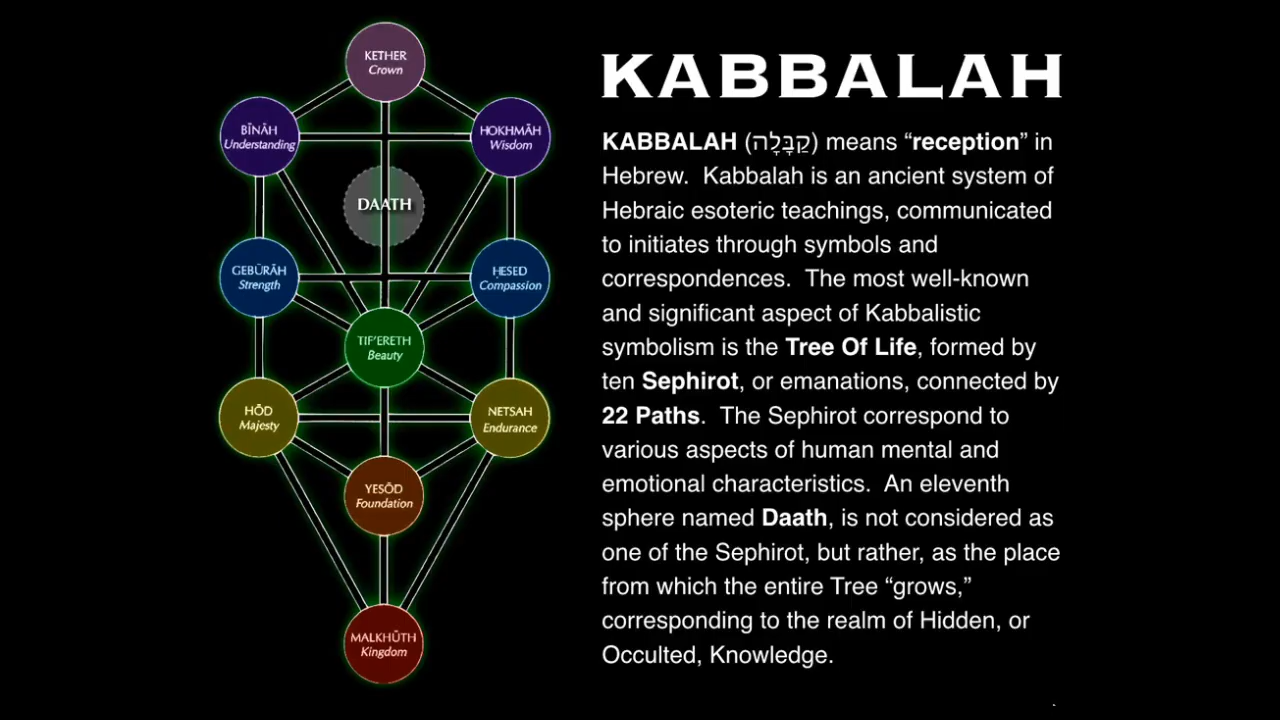 KETHER
Crown
BĪNĀH
Understanding
HOKHMĀH
Wisdom
DAATH
GEBŪRĀH
Strength
ḤESED
Compassion
TIF'ERETH
Beauty
HŌD
Majesty
NETSAH
Endurance
YESŌD
Foundation
MALKHŪTH
Kingdom
KABBALAH
KABBALAH (קַבָּלָה) means “reception” in
Hebrew.  Kabbalah is an ancient system of
Hebraic esoteric teachings, communicated
to initiates through symbols and
correspondences.  The most well-known
and significant aspect of Kabbalistic
symbolism is the Tree Of Life, formed by
ten Sephirot, or emanations, connected by
22 Paths.  The Sephirot correspond to
various aspects of human mental and
emotional characteristics.  An eleventh
sphere named Daath, is not considered as
one of the Sephirot, but rather, as the place
from which the entire Tree “grows,”
corresponding to the realm of Hidden, or
Occulted, Knowledge.